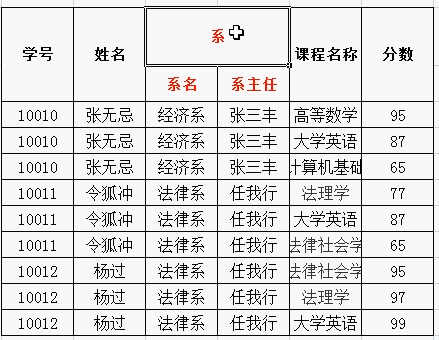 学号 姓名 系 课程名称 分数
系名 系主任
10010 张无忌 经济系 张三丰 高等数学 95
10010 张无忌 经济系 张三丰 大学英语 87
10010 张无忌 经济系 张三丰 计算机基础 65
10011 令狐冲 法律系 任我行 法理学 77
10011 令狐冲 法律系 任我行 大学英语 87
10011 令狐冲 法律系 任我行 法律社会学 65
10012 杨过 法律系 任我行 法律社会学 95
10012 杨过 法律系 任我行 法理学 97
10012 杨过 法律系 任我行 大学英语 99